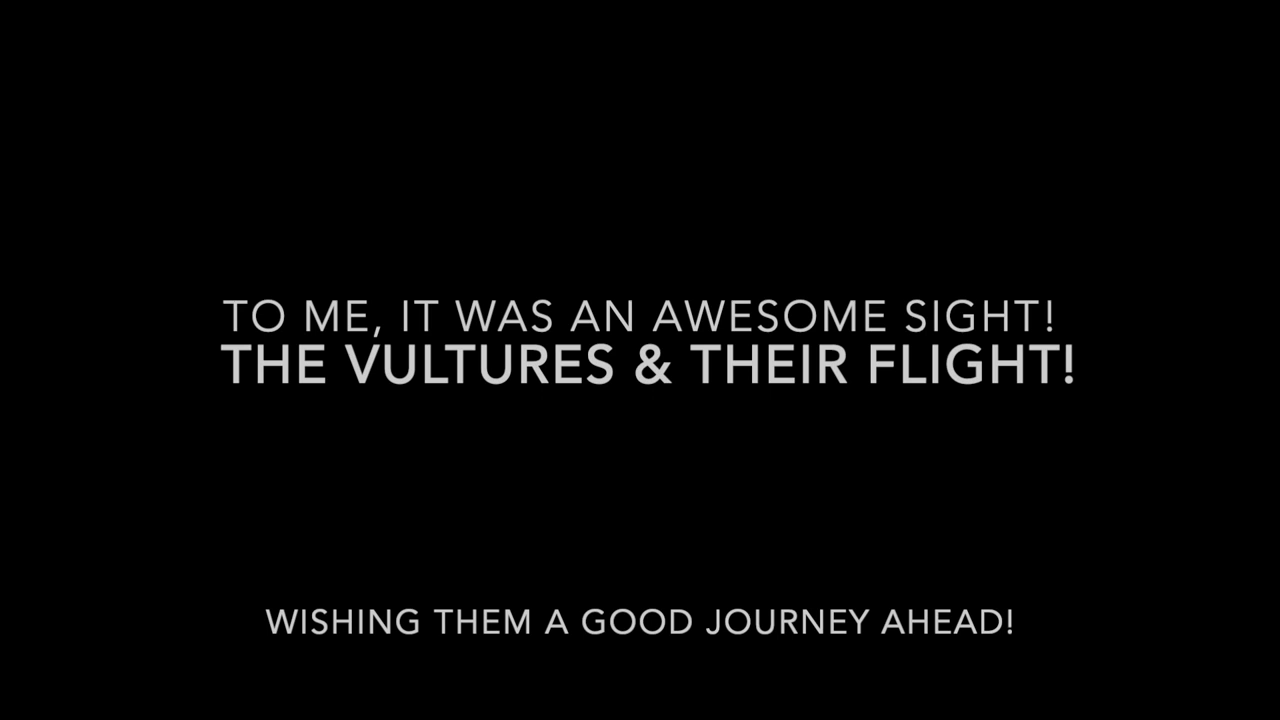 TO ME, IT WAS AN AWESOME SIGHT!
THE VULTURES & THEIR FLIGHT!
WISHING THEM A GOOD JOURNEY AHEAD!